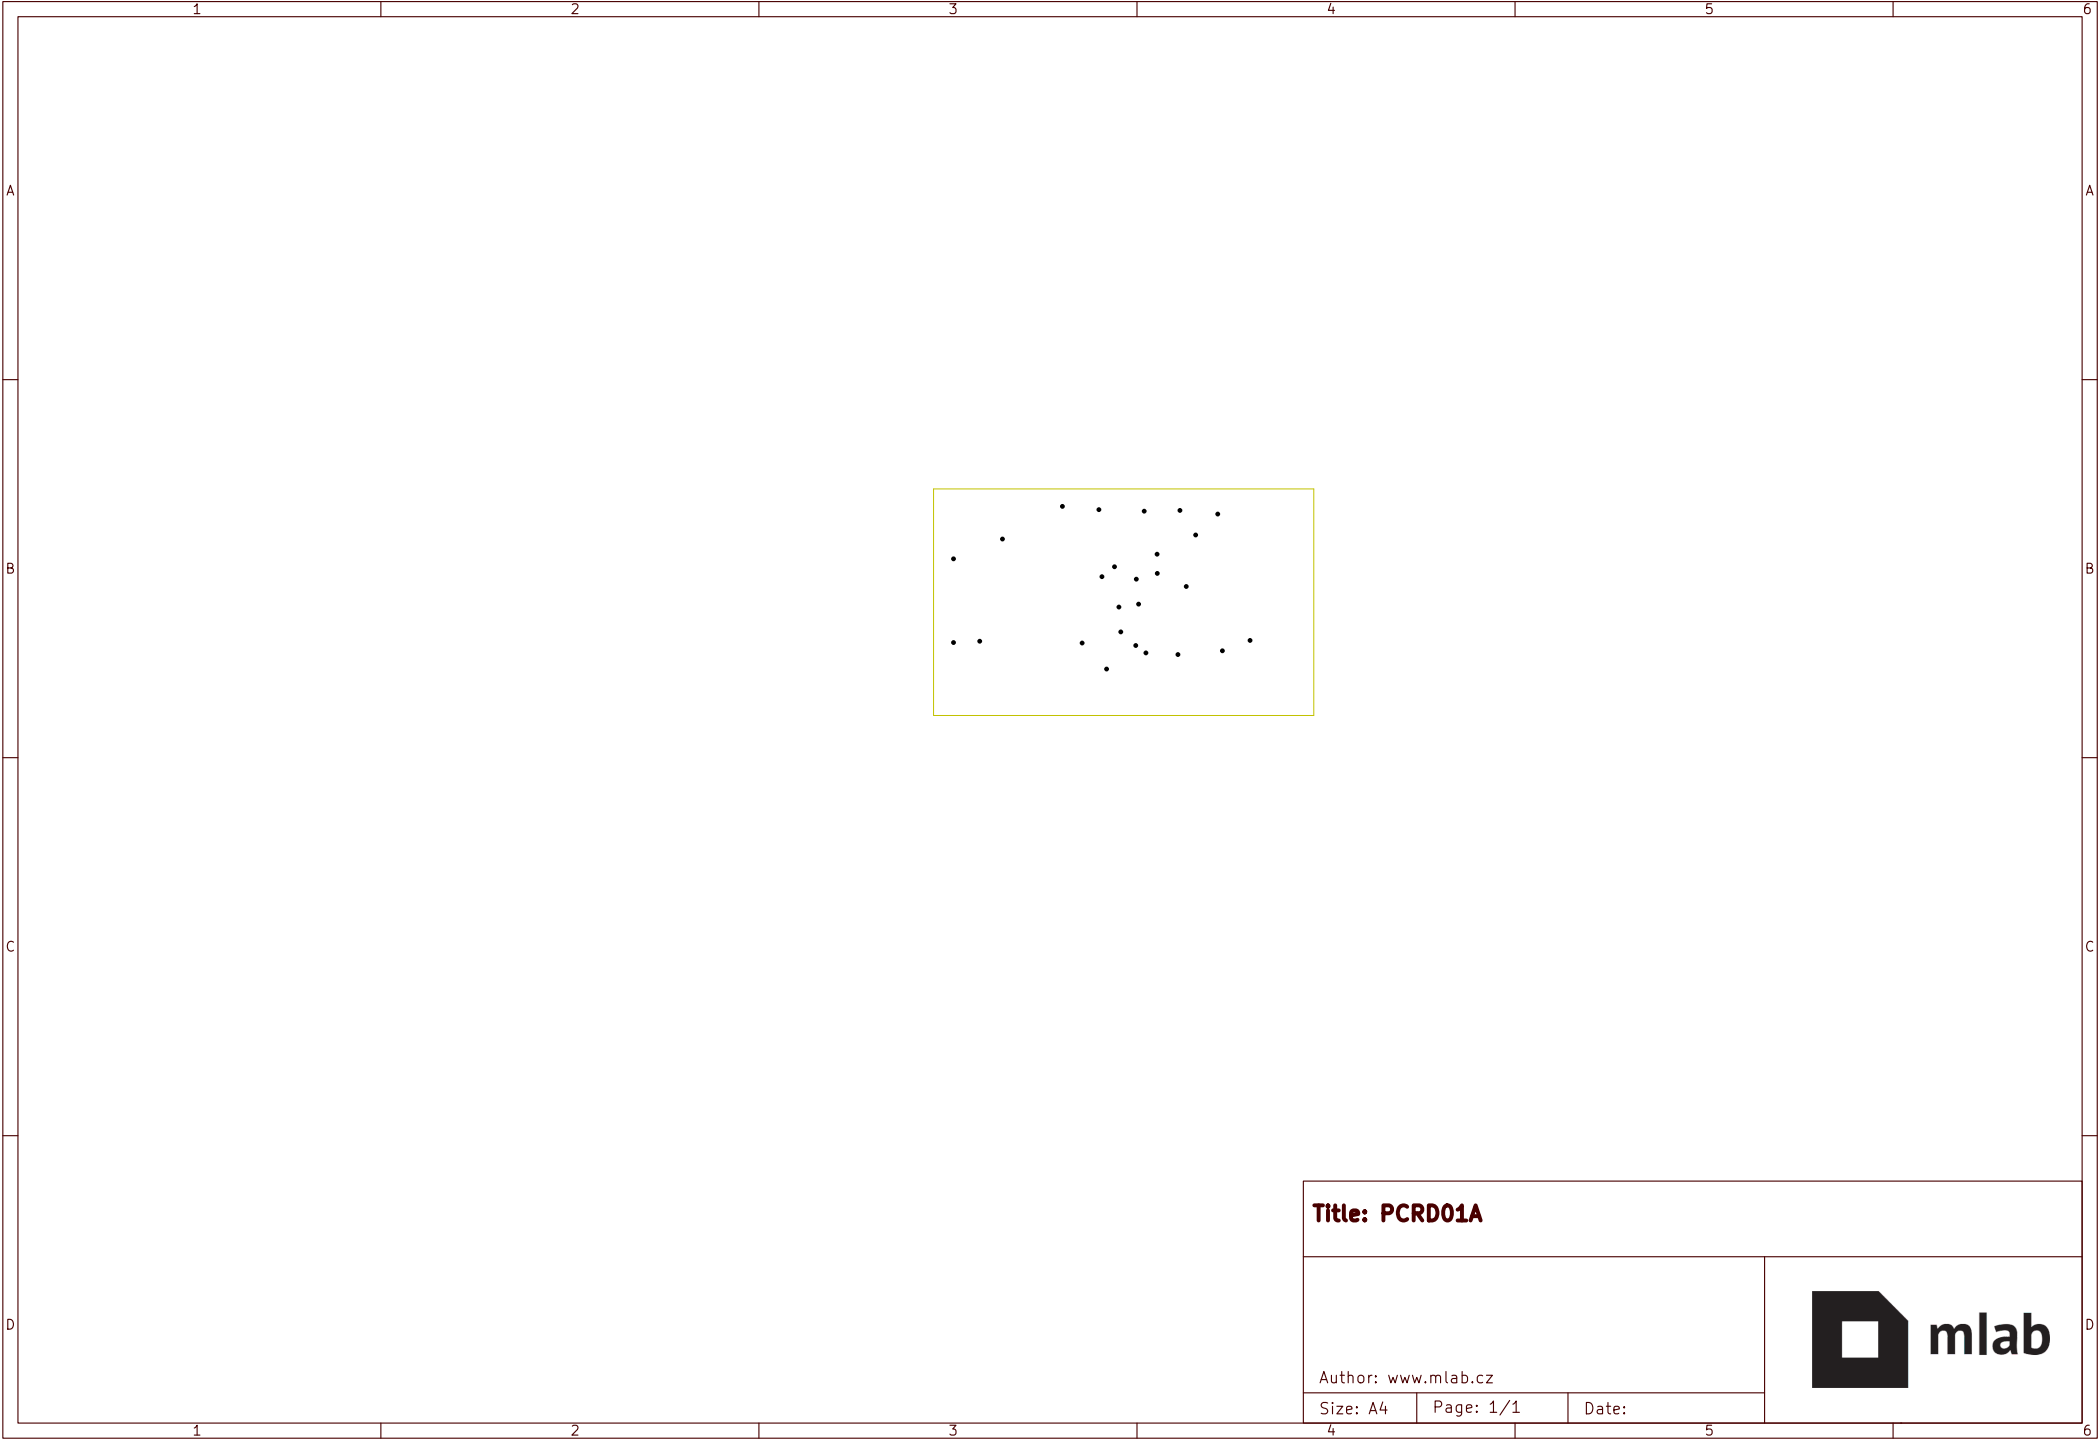 1 2 3 4 5 6
A A
B B
C C
D D
Title: PCRD01A
mlab
Author: www.mlab.cz
Size: A4 Page: 1/1 Date:
1 2 3 4 5 6